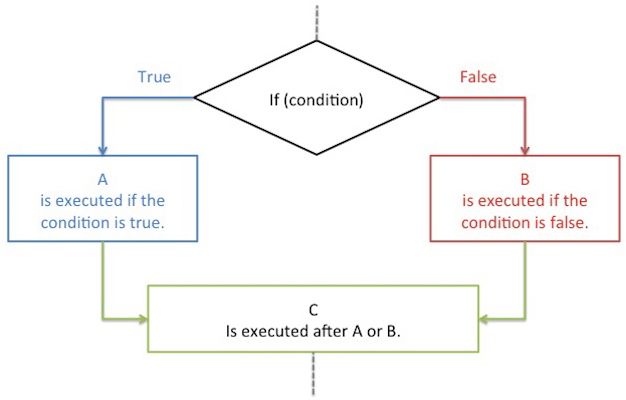 True
False
If (condition)
A
is executed if the
condition is true.
B
is executed if the
condition is false.
C
Is executed after A or B.